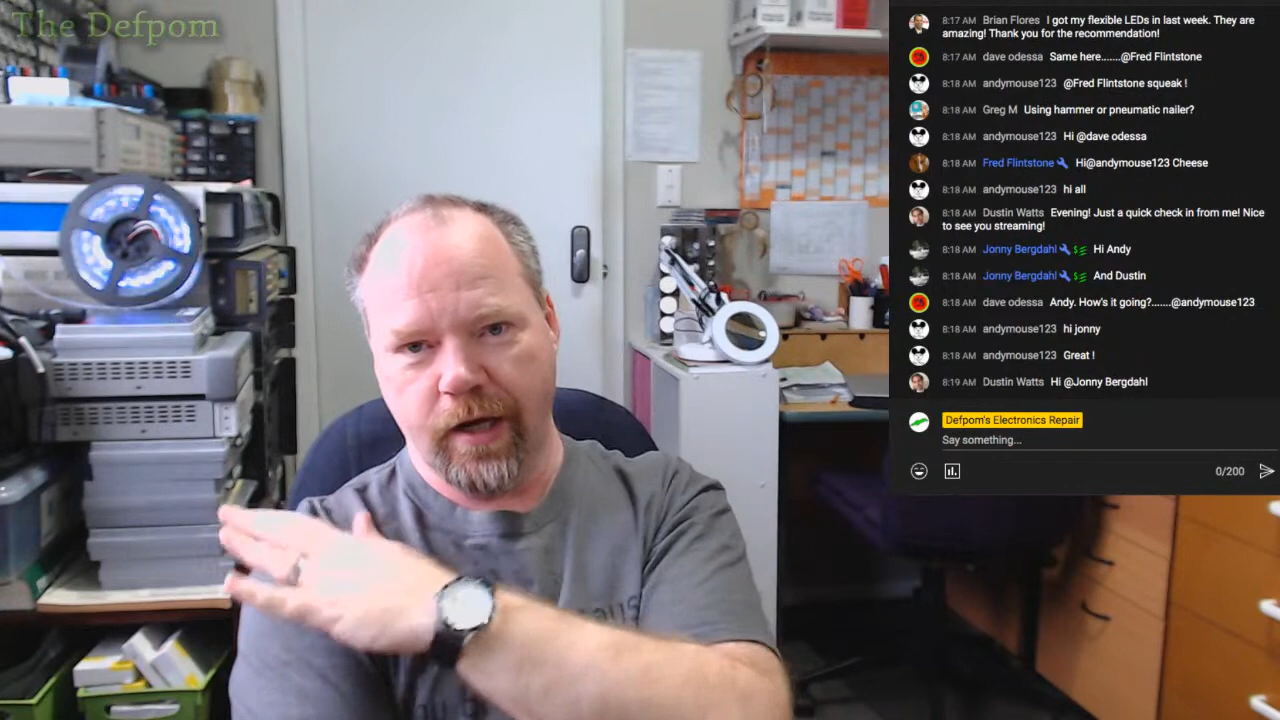 The Defpom
8:17 AM Brian Flores I got my flexible LEDs in last week. They are
amazing! Thank you for the recommendation!
8:17 AM dave odessa Same here.......@Fred Flintstone
8:18 AM andymouse123 @Fred Flintstone squeak !
8:18 AM Greg M Using hammer or pneumatic nailer?
8:18 AM andymouse123 Hi @dave odessa
8:18 AM Fred Flintstone Hi@andymouse123 Cheese
8:18 AM andymouse123 hi all
8:18 AM Dustin Watts Evening! Just a quick check in from me! Nice
to see you streaming!
8:18 AM Jonny Bergdahl Hi Andy
8:18 AM Jonny Bergdahl And Dustin
8:18 AM dave odessa Andy. How's it going?......@andymouse123
8:18 AM andymouse123 hi jonny
8:18 AM andymouse123 Great !
8:19 AM Dustin Watts Hi @Jonny Bergdahl
Defpom's Electronics Repair
Say something...
0/200